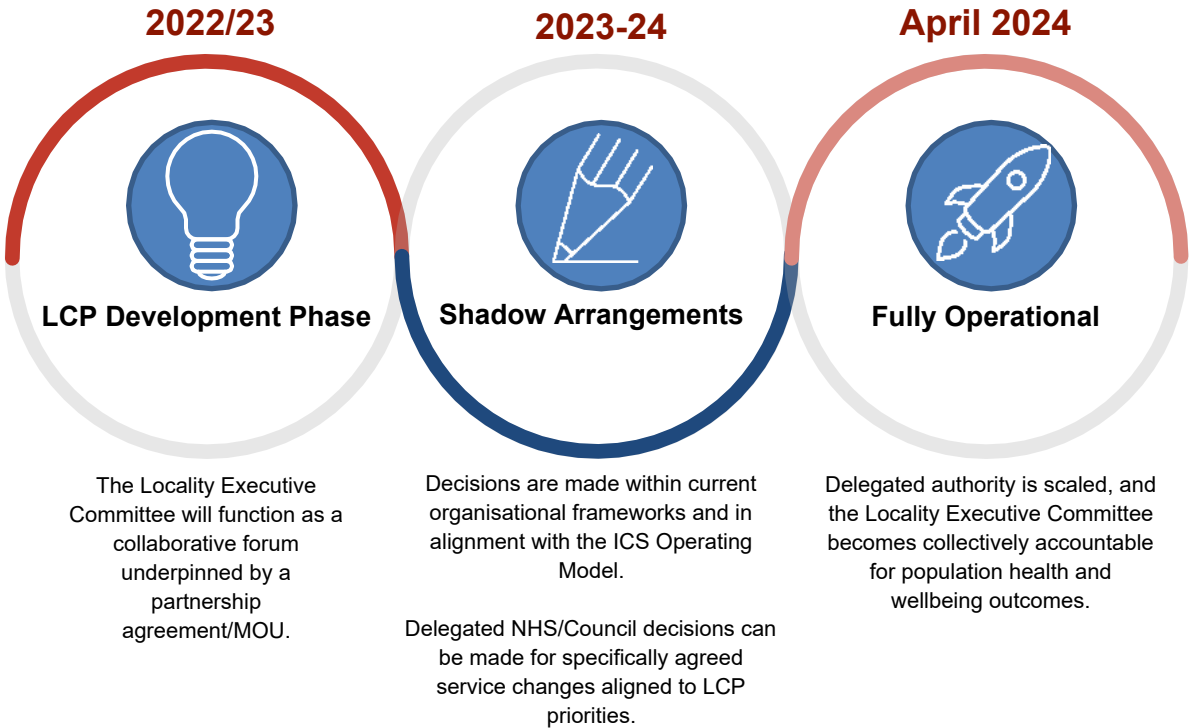 2022/23
LCP Development Phase
The Locality Executive
Committee will function as a
collaborative forum
underpinned by a
partnership
agreement/MOU.
2023-24
Shadow Arrangements
Decisions are made within current
organisational frameworks and in
alignment with the ICS Operating
Model.
Delegated NHS/Council decisions can
be made for specifically agreed
service changes aligned to LCP
priorities.
April 2024
Fully Operational
Delegated authority is scaled, and
the Locality Executive Committee
becomes collectively accountable
for population health and
wellbeing outcomes.